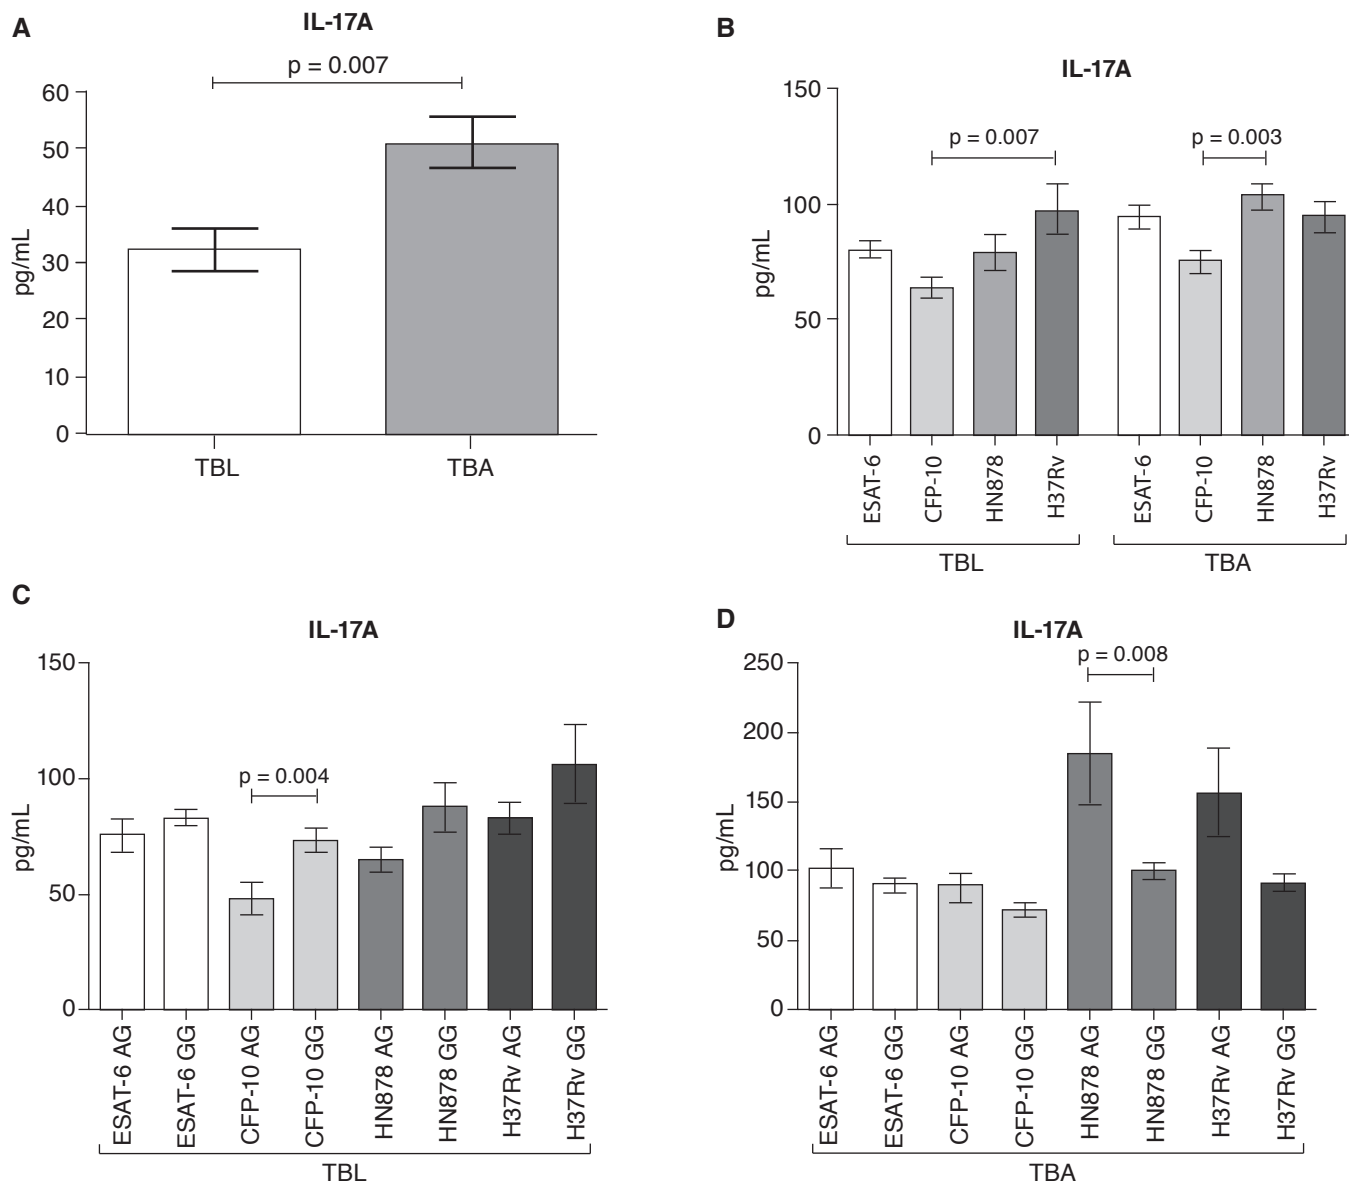 A
IL-17A
p = 0.007
60
50
40
30
20
10
0
pg/mL
TBL
TBA
B
IL-17A
150
100
50
0
pg/mL
p = 0.007
p = 0.003
ESAT-6
CFP-10
HN878
H37Rv
ESAT-6
CFP-10
HN878
H37Rv
TBL
TBA
C
IL-17A
150
100
50
0
pg/mL
p = 0.004
ESAT-6 AG
ESAT-6 GG
CFP-10 AG
CFP-10 GG
HN878 AG
HN878 GG
H37Rv AG
H37Rv GG
TBL
D
IL-17A
p = 0.008
250
200
150
100
50
0
pg/mL
ESAT-6 AG
ESAT-6 GG
CFP-10 AG
CFP-10 GG
HN878 AG
HN878 GG
H37Rv AG
H37Rv GG
TBA